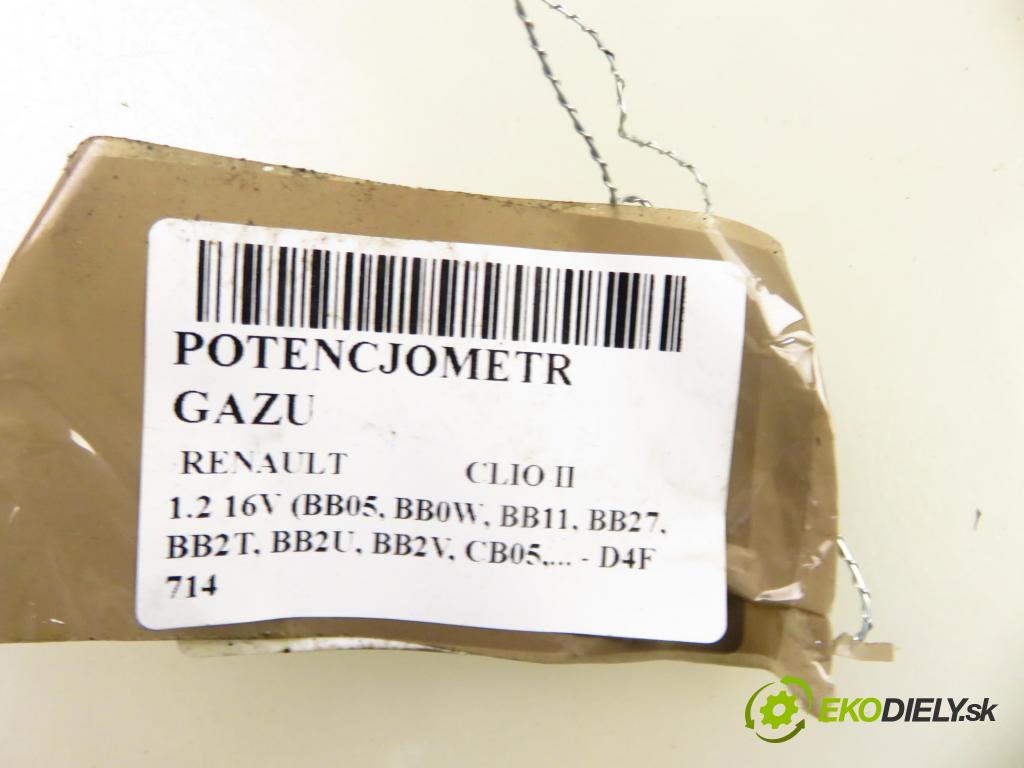 POTENCJOMETR
GAZU
RENAULT CLIO II
1.2 16V (BB05, BB0W, BB11, BB27,
BB2T, BB2U, BB2V, CB05,... - D4F
714
EKODIELY.sk